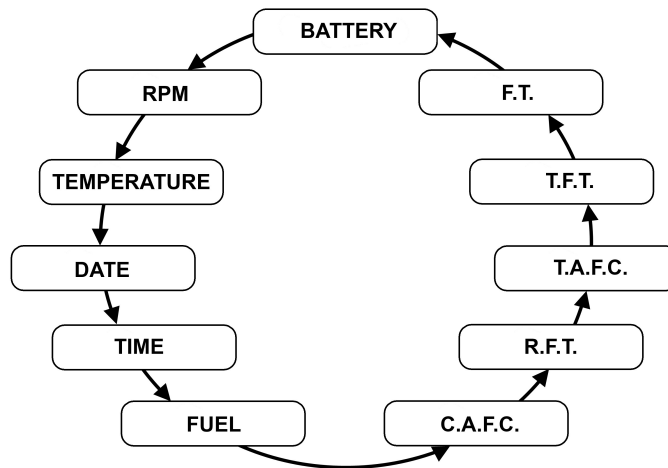 BATTERY
RPM
TEMPERATURE
DATE
TIME
FUEL
C.A.F.C.
R.F.T.
T.A.F.C.
T.F.T.
F.T.